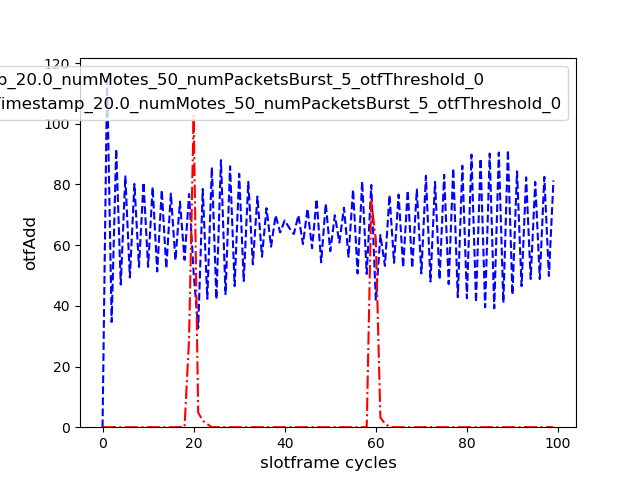 p_20.0_numMotes_50_numPacketsBurst_5_otfThreshold_0
Timestamp_20.0_numMotes_50_numPacketsBurst_5_otfThreshold_0
120
100
80
60
40
20
0
otfAdd
0 20 40 60 80 100
slotframe cycles